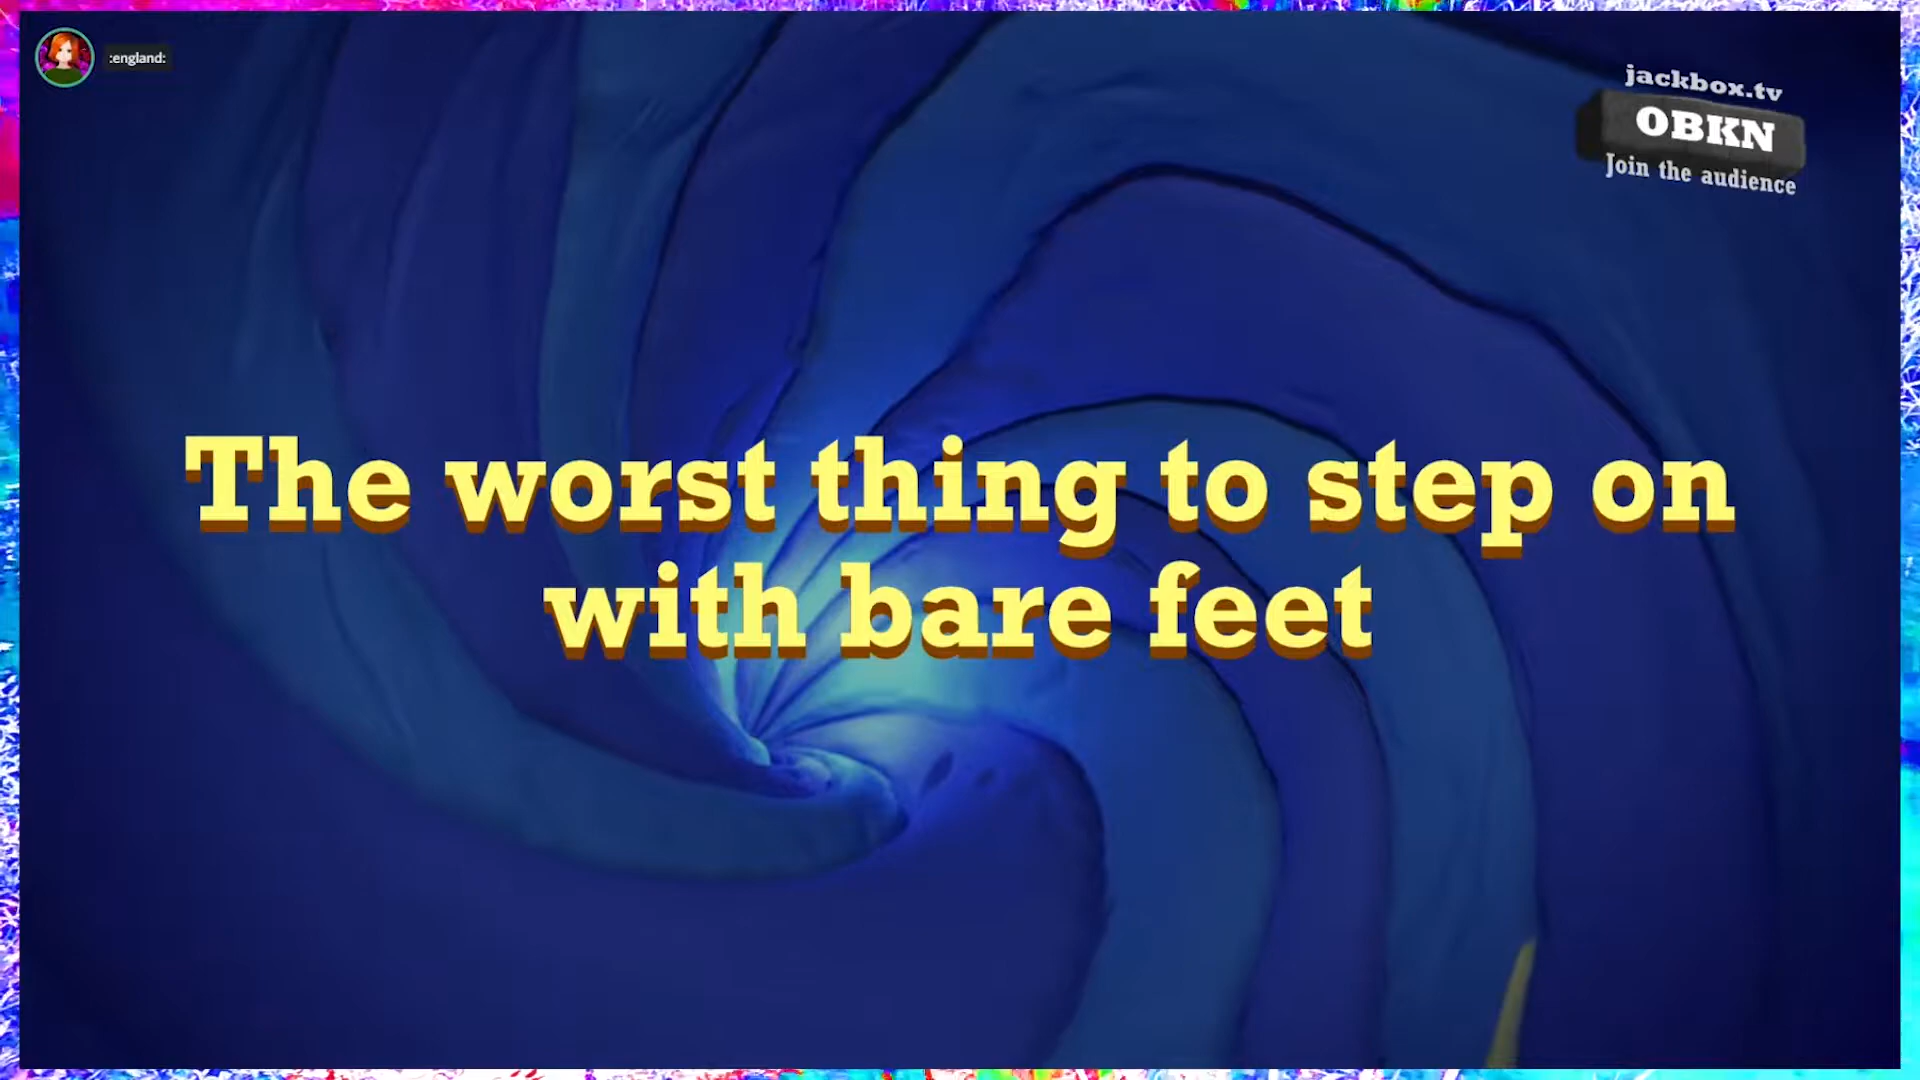 :england:
jackbox.tv
OBKN
Join the audience
The worst thing to step on
with bare feet